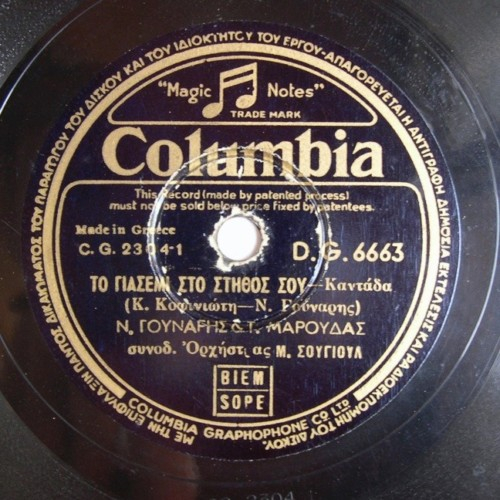 "Magic Notes"
TRADE MARK
Columbia
This Record (made by patented process)
must not be sold below price fixed by patentees.
Made in Greece
C. G. 2304-1
D.G. 6663
ΤΟ ΓΙΑΣΕΜΙ ΣΤΟ ΣΤΗΘΟΣ ΣΟΥ—Καντάδα
(Κ. Κοφινιώτη—Ν. Γούναρης)
Ν. ΓΟΥΝΑΡΗΣ & Τ. ΜΑΡΟΥΔΑΣ
συνοδ. Ὀρχήστρας Μ. ΣΟΥΓΙΟΥΛ
BIEM
SOPE
COLUMBIA GRAPHOPHONE Co LTD
ΜΕ ΤΗΝ ΕΠΙΦΥΛΑΞΙΝ ΠΑΝΤΟΣ ΔΙΚΑΙΩΜΑΤΟΣ ΤΟΥ ΠΑΡΑΓΩΓΟΥ ΤΟΥ ΔΙΣΚΟΥ ΚΑΙ ΤΟΥ ΙΔΙΟΚΤΗΤΟΥ ΤΟΥ ΕΡΓΟΥ-ΑΠΑΓΟΡΕΥΕΤΑΙ Η ΑΝΤΙΓΡΑΦΗ ΔΗΜΟΣΙΑ ΕΚΤΕΛΕΣΙΣ ΚΑΙ ΡΑΔΙΟΕΚΠΟΜΠΗ ΤΟΥ ΔΙΣΚΟΥ.
2304